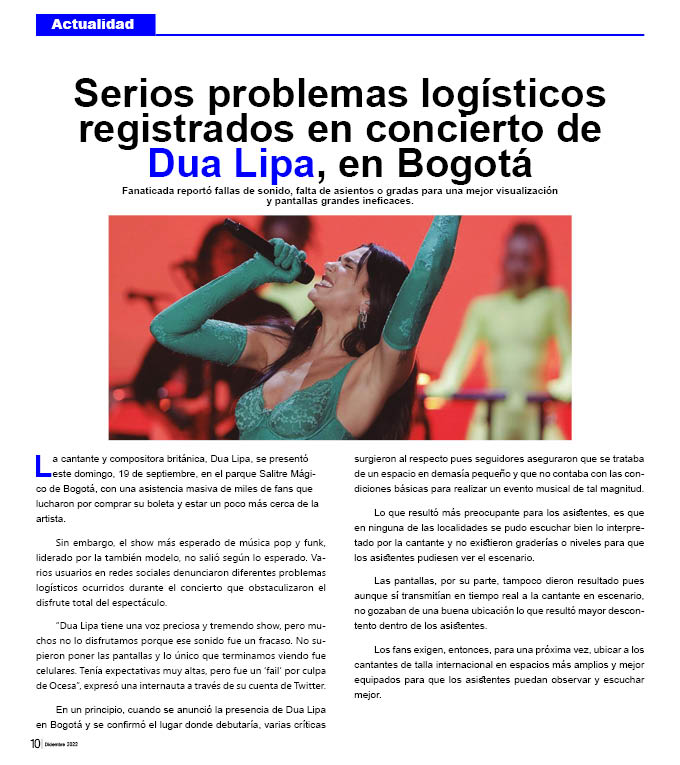 Actualidad
Serios problemas logísticos
registrados en concierto de
Dua Lipa, en Bogotá
Fanaticada reportó fallas de sonido, falta de asientos o gradas para una mejor visualización
y pantallas grandes ineficaces.
La cantante y compositora británica, Dua Lipa, se presentó
este domingo, 19 de septiembre, en el parque Salitre Mági-
co de Bogotá, con una asistencia masiva de miles de fans que
lucharon por comprar su boleta y estar un poco más cerca de la
artista.
Sin embargo, el show más esperado de música pop y funk,
liderado por la también modelo, no salió según lo esperado. Va-
rios usuarios en redes sociales denunciaron diferentes problemas
logísticos ocurridos durante el concierto que obstaculizaron el
disfrute total del espectáculo.
"Dua Lipa tiene una voz preciosa y tremendo show, pero mu-
chos no lo disfrutamos porque ese sonido fue un fracaso. No su-
pieron poner las pantallas y lo único que terminamos viendo fue
celulares. Tenía expectativas muy altas, pero fue un 'fail' por culpa
de Ocesa", expresó una internauta a través de su cuenta de Twitter.
En un principio, cuando se anunció la presencia de Dua Lipa
en Bogotá y se confirmó el lugar donde debutaría, varias críticas
surgieron al respecto pues seguidores aseguraron que se trataba
de un espacio en demasía pequeño y que no contaba con las con-
diciones básicas para realizar un evento musical de tal magnitud.
Lo que resultó más preocupante para los asistentes, es que
en ninguna de las localidades se pudo escuchar bien lo interpre-
tado por la cantante y no existieron graderías o niveles para que
los asistentes pudiesen ver el escenario.
Las pantallas, por su parte, tampoco dieron resultado pues
aunque sí transmitían en tiempo real a la cantante en escenario,
no gozaban de una buena ubicación lo que resultó mayor descon-
tento dentro de los asistentes.
Los fans exigen, entonces, para una próxima vez, ubicar a los
cantantes de talla internacional en espacios más amplios y mejor
equipados para que los asistentes puedan observar y escuchar
mejor.
10 Diciembre 2022